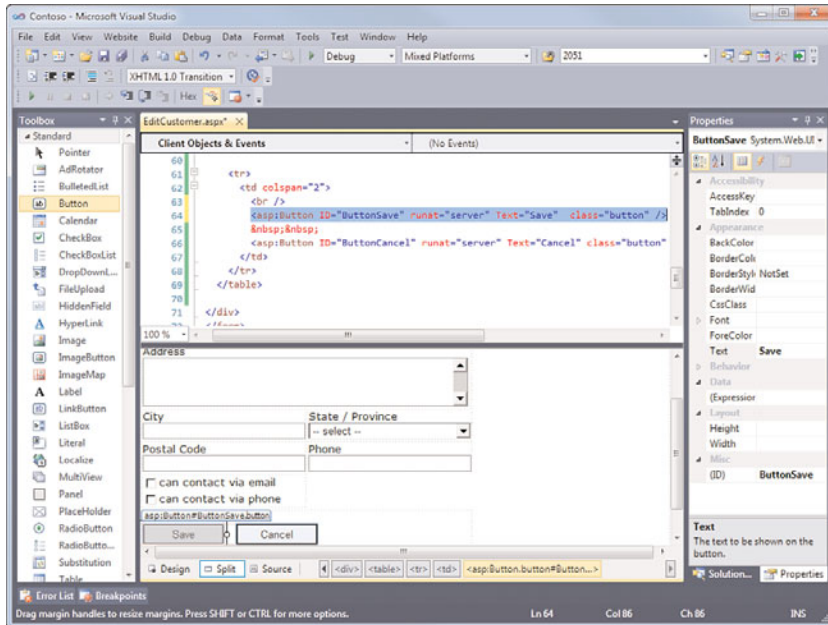 Contoso - Microsoft Visual Studio
File Edit View Website Build Debug Data Format Tools Test Window Help
Debug Mixed Platforms 2051
XHTML 1.0 Transition
Hex
Toolbox
Standard
Pointer
AdRotator
BulletedList
Button
Calendar
CheckBox
CheckBoxList
DropDownL...
FileUpload
HiddenField
HyperLink
Image
ImageButton
ImageMap
Label
LinkButton
ListBox
Literal
Localize
MultiView
Panel
PlaceHolder
RadioButton
RadioButto...
Substitution
Table
EditCustomer.aspx*
Client Objects & Events (No Events)
60
61 <tr>
62 <td colspan="2">
63 <br />
64 <asp:Button ID="ButtonSave" runat="server" Text="Save" class="button" />
65 &nbsp;&nbsp;
66 <asp:Button ID="ButtonCancel" runat="server" Text="Cancel" class="button"
67 </td>
68 </tr>
69 </table>
70
71 </div>
100 %
Address
City State / Province
-- select --
Postal Code Phone
can contact via email
can contact via phone
asp:Button#ButtonSave.button
Save Cancel
Design Split Source <div> <table> <tr> <td> <asp:Button.button#Button...>
Properties
ButtonSave System.Web.UI
Accessibility
AccessKey
TabIndex 0
Appearance
BackColor
BorderColo
BorderStyl NotSet
BorderWid
CssClass
Font
ForeColor
Text Save
Behavior
Data
(Expression
Layout
Height
Width
Misc
(ID) ButtonSave
Text
The text to be shown on the
button.
Solution... Properties
Error List Breakpoints
Drag margin handles to resize margins. Press SHIFT or CTRL for more options. Ln 64 Col 86 Ch 86 INS